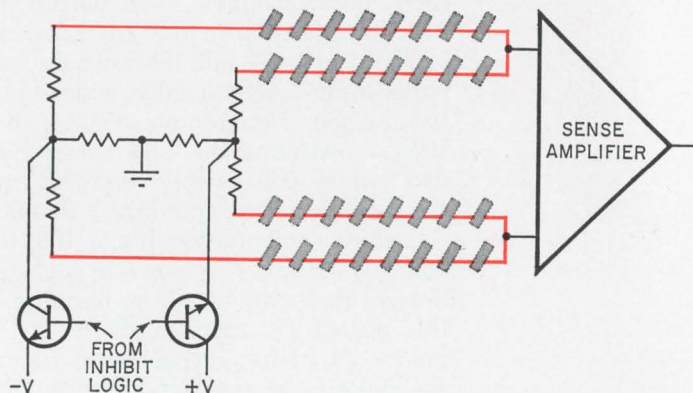 SENSE
AMPLIFIER
FROM
INHIBIT
LOGIC
-V
+V